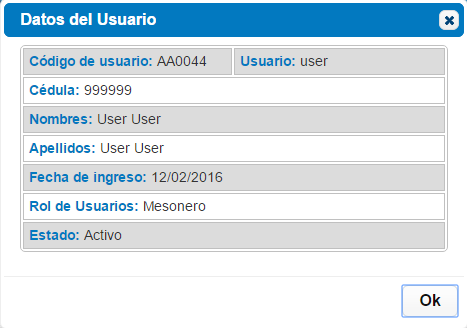 Datos del Usuario
Código de usuario: AA0044 Usuario: user
Cédula: 999999
Nombres: User User
Apellidos: User User
Fecha de ingreso: 12/02/2016
Rol de Usuarios: Mesonero
Estado: Activo
Ok